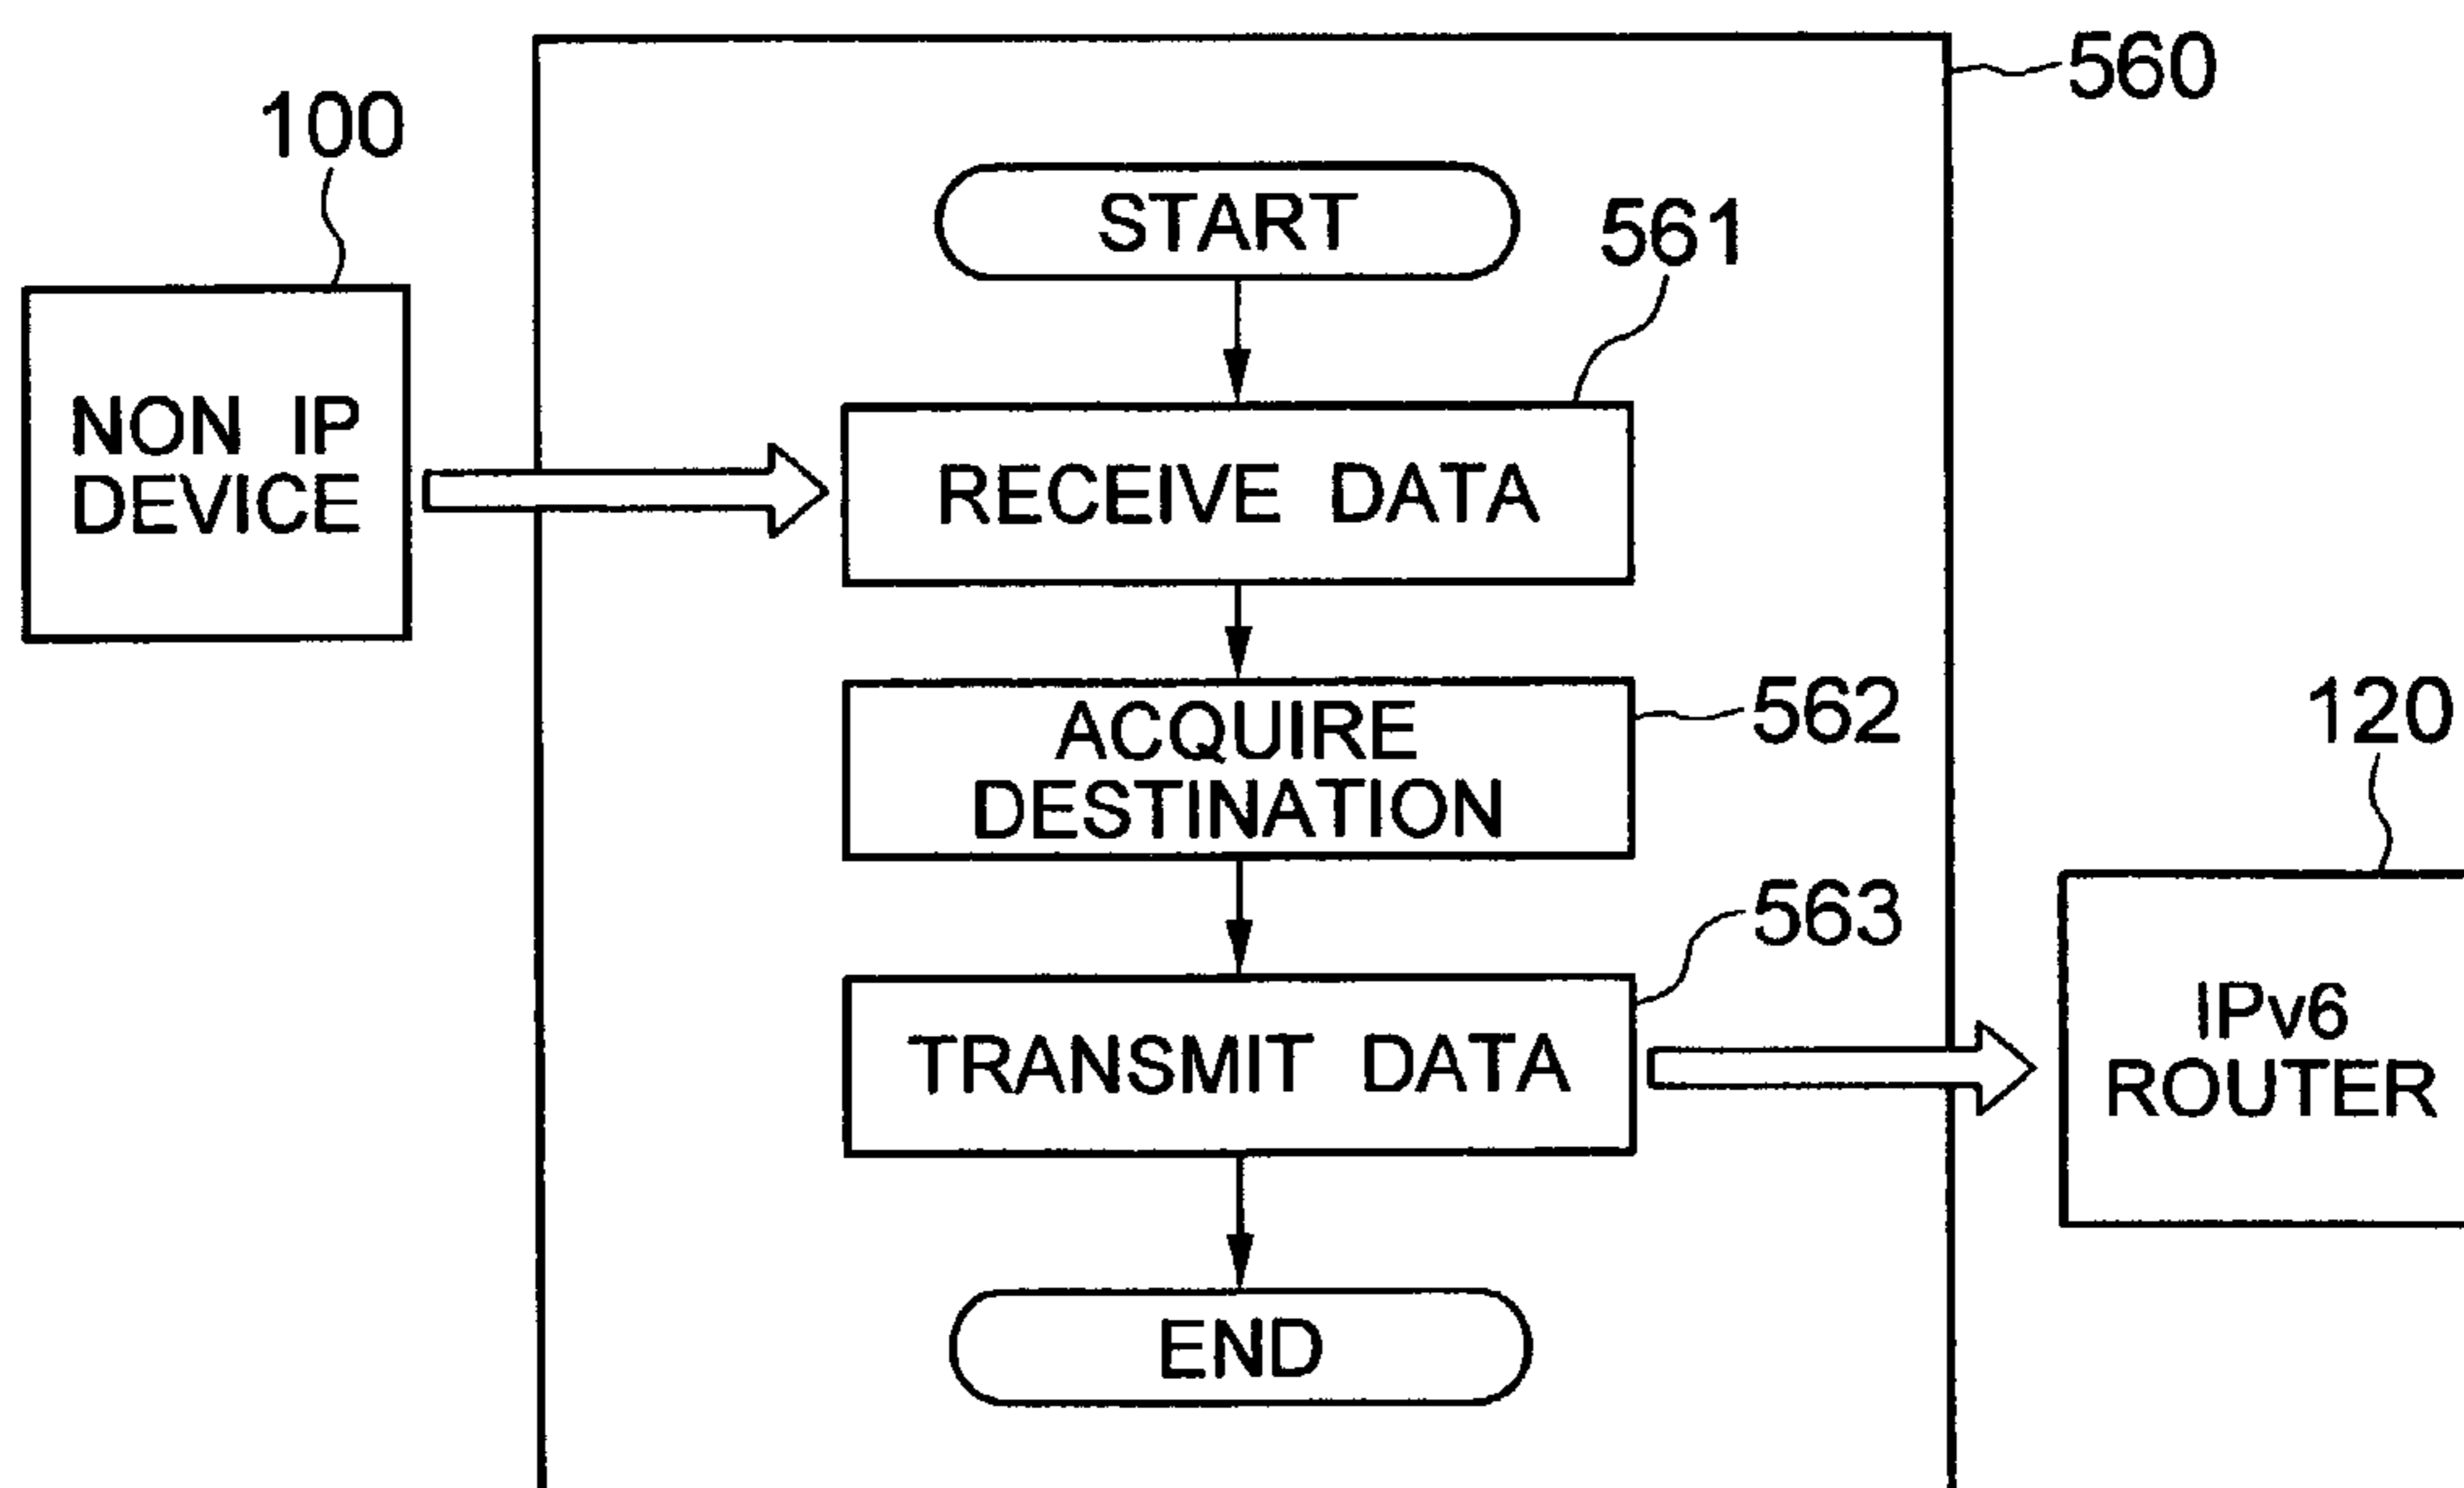 560
100
START
561
NON IP
DEVICE
RECEIVE DATA
ACQUIRE
DESTINATION
562
120
563
TRANSMIT DATA
IPv6
ROUTER
END